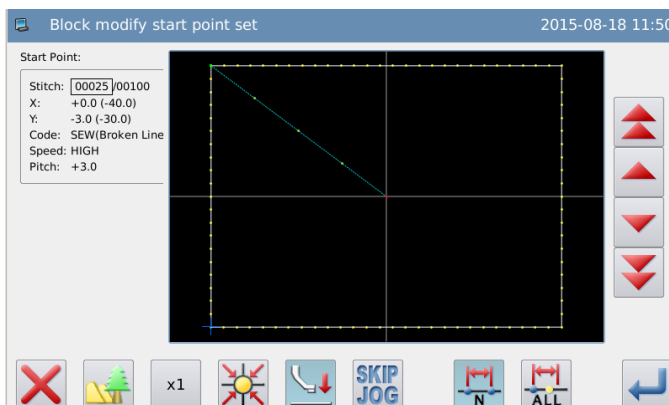 Block modify start point set 2015-08-18 11:50
Start Point:
Stitch: 00025/00100
X: +0.0 (-40.0)
Y: -3.0 (-30.0)
Code: SEW(Broken Line
Speed: HIGH
Pitch: +3.0
x1
SKIP
JOG
N
ALL